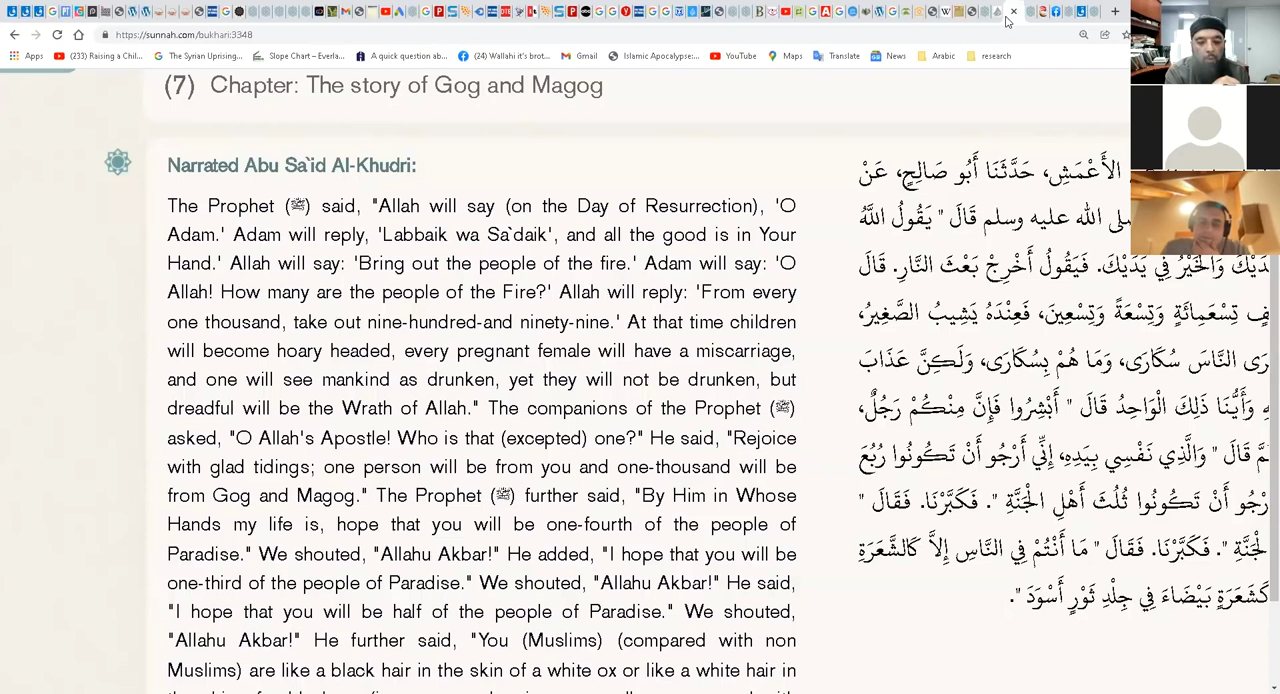 https://sunnah.com/bukhari:3348
Apps
(233) Raising a Chil...
The Syrian Uprising...
Slope Chart – Everla...
A quick question ab...
(24) Wallah it's brot...
Gmail
Islamic Apocalypse:...
YouTube
Maps
Translate
News
Arabic
research
(7) Chapter: The story of Gog and Magog
Narrated Abu Sa`id Al-Khudri:
The Prophet (ﷺ) said, "Allah will say (on the Day of Resurrection), 'O
Adam.' Adam will reply, 'Labbaik wa Sa`daik', and all the good is in Your
Hand.' Allah will say: 'Bring out the people of the fire.' Adam will say: 'O
Allah! How many are the people of the Fire?' Allah will reply: 'From every
one thousand, take out nine-hundred-and ninety-nine.' At that time children
will become hoary headed, every pregnant female will have a miscarriage,
and one will see mankind as drunken, yet they will not be drunken, but
dreadful will be the Wrath of Allah." The companions of the Prophet (ﷺ)
asked, "O Allah's Apostle! Who is that (excepted) one?" He said, "Rejoice
with glad tidings; one person will be from you and one-thousand will be
from Gog and Magog." The Prophet (ﷺ) further said, "By Him in Whose
Hands my life is, hope that you will be one-fourth of the people of
Paradise." We shouted, "Allahu Akbar!" He added, "I hope that you will be
one-third of the people of Paradise." We shouted, "Allahu Akbar!" He said,
"I hope that you will be half of the people of Paradise." We shouted,
"Allahu Akbar!" He further said, "You (Muslims) (compared with non
Muslims) are like a black hair in the skin of a white ox or like a white hair in
الأَعْمَشِ، حَدَّثَنَا أَبُو صَالِحٍ، عَنْ
الله عليه وسلم قَالَ " يَقُولُ اللَّهُ
وَالْخَيْرُ فِي يَدَيْكَ. فَيَقُولُ أَخْرِجْ بَعْثَ النَّارِ. قَالَ
تِسْعَمِائَةٍ وَتِسْعَةً وَتِسْعِينَ، فَعِنْدَهُ يَشِيبُ الصَّغِيرُ،
النَّاسَ سُكَارَى، وَمَا هُمْ بِسُكَارَى، وَلَكِنَّ عَذَابَ
وَأَيُّنَا ذَلِكَ الْوَاحِدُ قَالَ " أَبْشِرُوا فَإِنَّ مِنْكُمْ رَجُلٌ،
قَالَ " وَالَّذِي نَفْسِي بِيَدِهِ، إِنِّي أَرْجُو أَنْ تَكُونُوا رُبُعَ
أَنْ تَكُونُوا ثُلُثَ أَهْلِ الْجَنَّةِ ". فَكَبَّرْنَا. فَقَالَ "
". فَكَبَّرْنَا. فَقَالَ " مَا أَنْتُمْ فِي النَّاسِ إِلاَّ كَالشَّعَرَةِ
كَشَعَرَةٍ بَيْضَاءَ فِي جِلْدِ ثَوْرٍ أَسْوَدَ ".